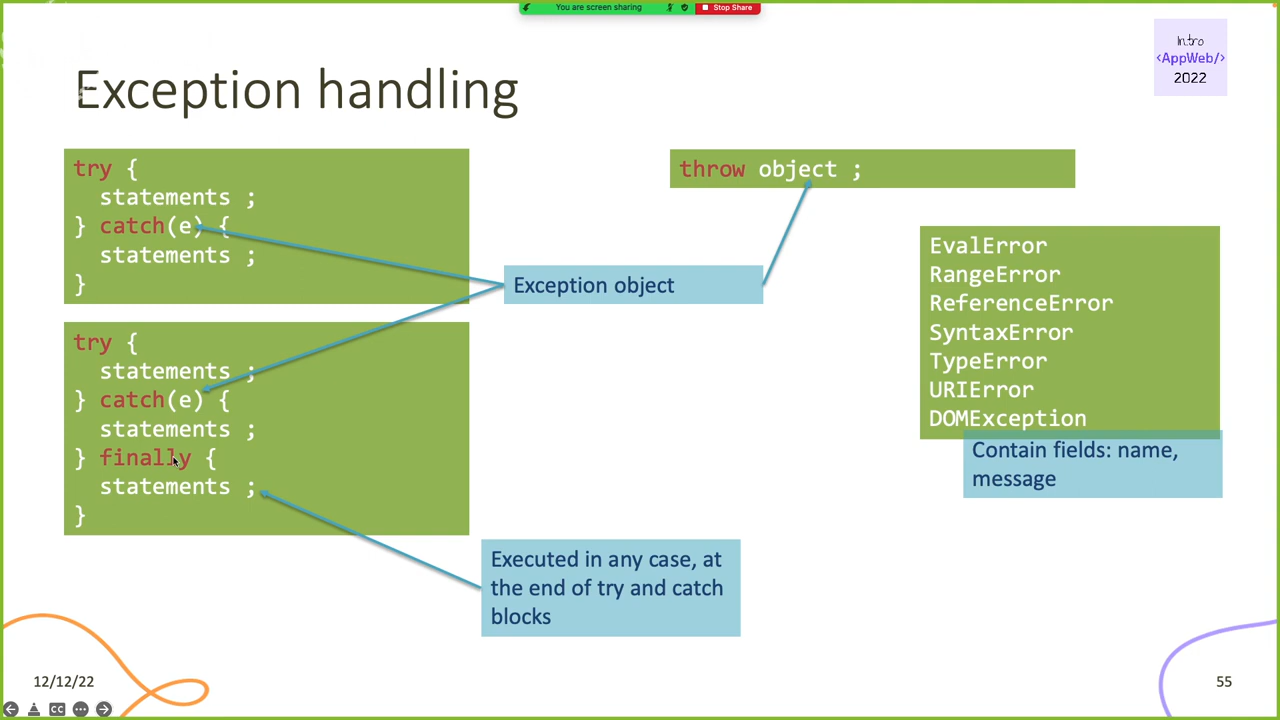 You are screen sharing
Stop Share
Intro
<AppWeb/>
2022
Exception handling
try {
statements ;
} catch(e) {
statements ;
}
throw object ;
EvalError
RangeError
ReferenceError
SyntaxError
TypeError
URIError
DOMException
Exception object
Contain fields: name,
message
try {
statements ;
} catch(e) {
statements ;
} finally {
statements ;
}
Executed in any case, at
the end of try and catch
blocks
12/12/22
55
CC